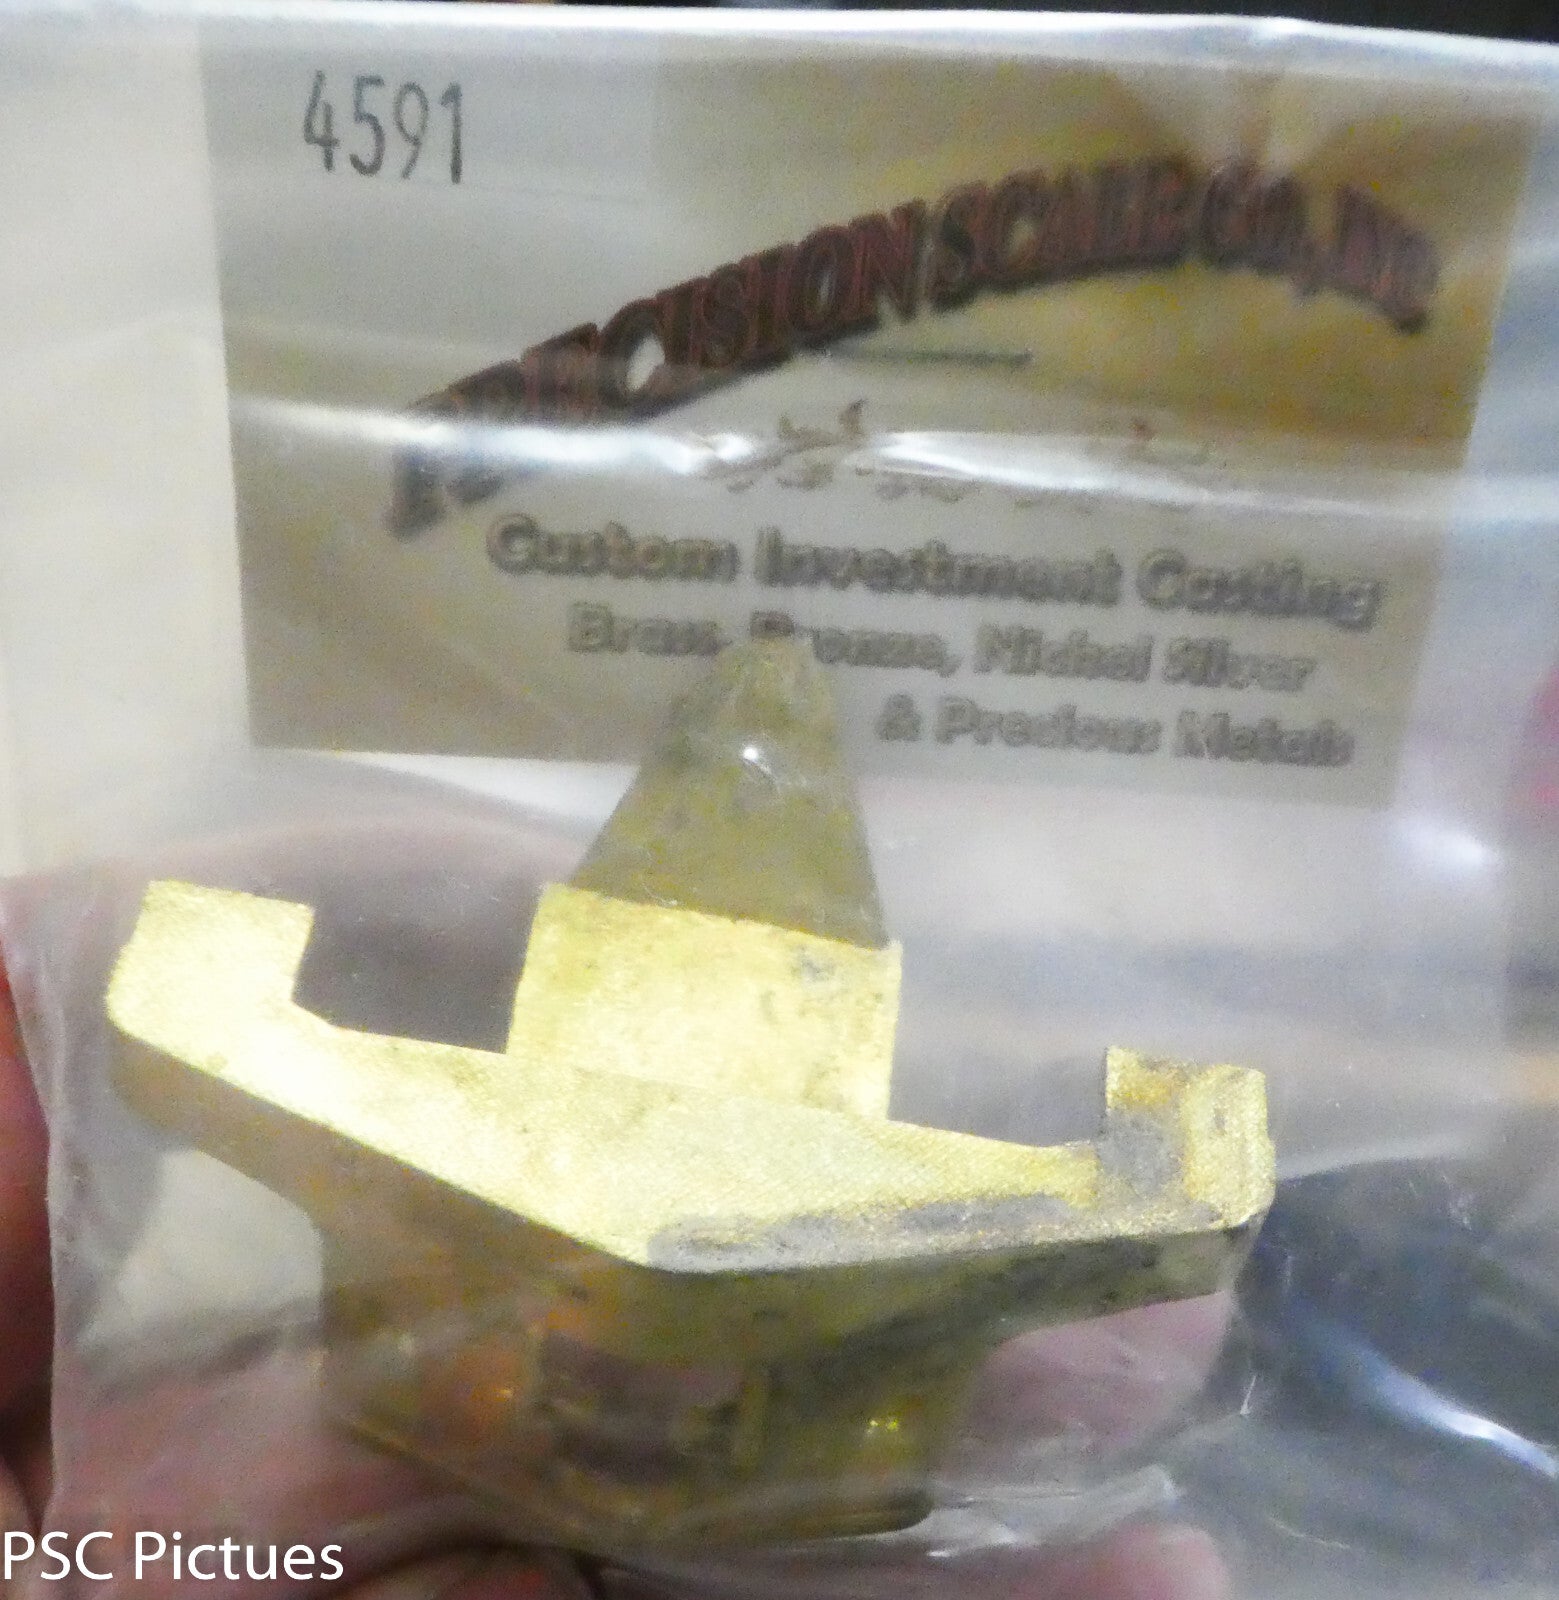 4591
PRECISION SCALE CO., INC.
Custom Investment Casting
Brass, Bronze, Nickel Silver
& Precious Metals
PSC Pictues